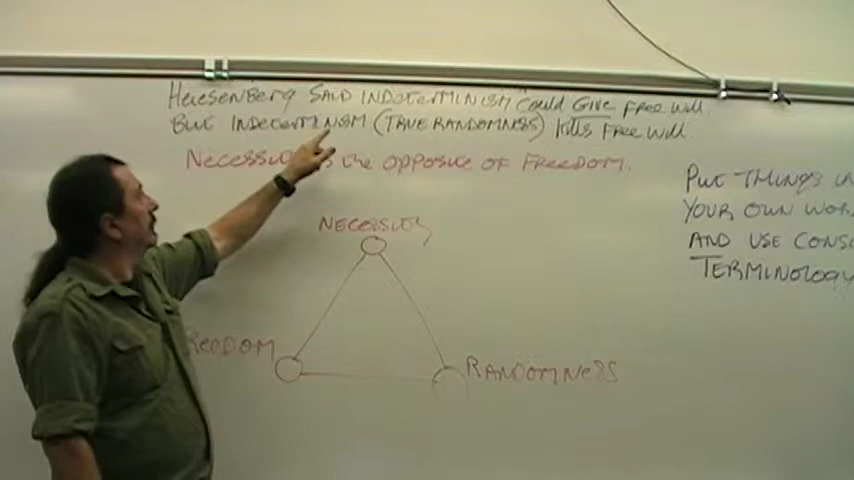 Heisenberg SAID INDETERMINISM Could Give Free will.
But INDETERMINISM (TRUE RANDOMNESS) kills Free will
the OPPOSITE OF FREEDOM.
PUT THINGS IN
YOUR OWN
AND USE
TERMINOLOGY
NECESSITY
REEDOM
RANDOMNESS